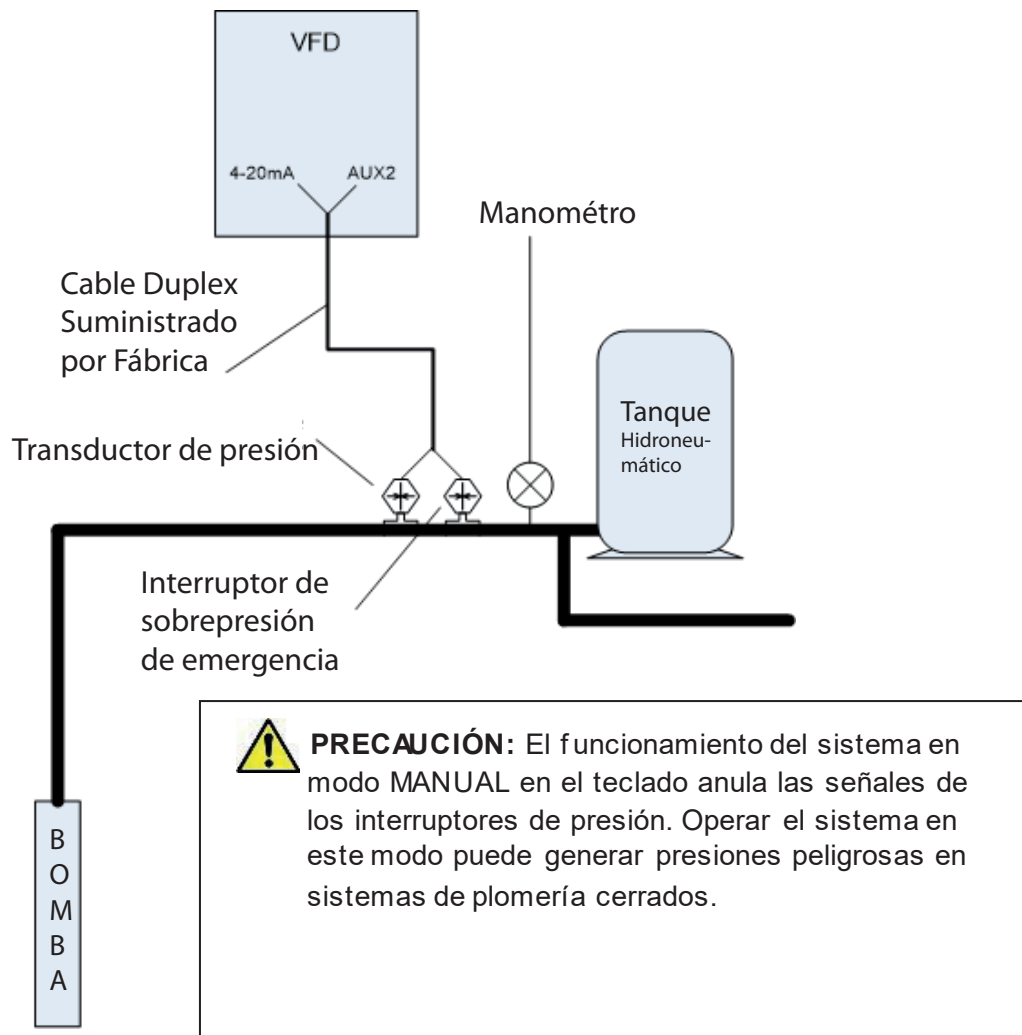 VFD
4-20mA AUX2
Manométro
Cable Duplex
Suministrado
por Fábrica
Tanque
Hidroneu-
mático
Transductor de presión
Interruptor de
sobrepresión
de emergencia
PRECAUCIÓN: El funcionamiento del sistema en
modo MANUAL en el teclado anula las señales de
los interruptores de presión. Operar el sistema en
este modo puede generar presiones peligrosas en
sistemas de plomería cerrados.
B
O
M
B
A